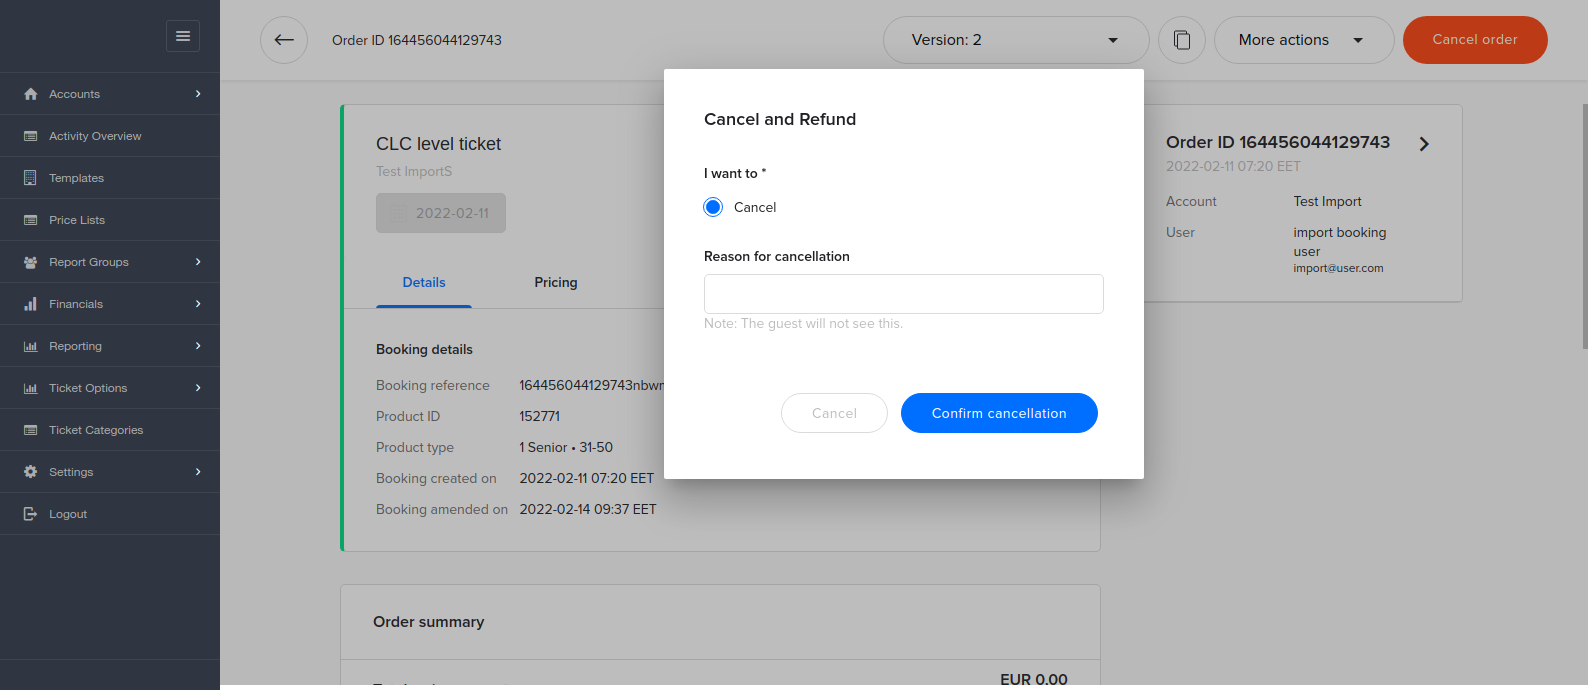 Order ID 164456044129743
Version: 2
More actions
Cancel order
Accounts
Activity Overview
Templates
Price Lists
Report Groups
Financials
Reporting
Ticket Options
Ticket Categories
Settings
Logout
CLC level ticket
Test ImportS
2022-02-11
Details
Pricing
Booking details
Booking reference 164456044129743nbwr
Product ID 152771
Product type 1 Senior • 31-50
Booking created on 2022-02-11 07:20 EET
Booking amended on 2022-02-14 09:37 EET
Order summary
EUR 0.00
Cancel and Refund
I want to *
Cancel
Reason for cancellation
Note: The guest will not see this.
Cancel
Confirm cancellation
Order ID 164456044129743
2022-02-11 07:20 EET
Account Test Import
User import booking
user
import@user.com